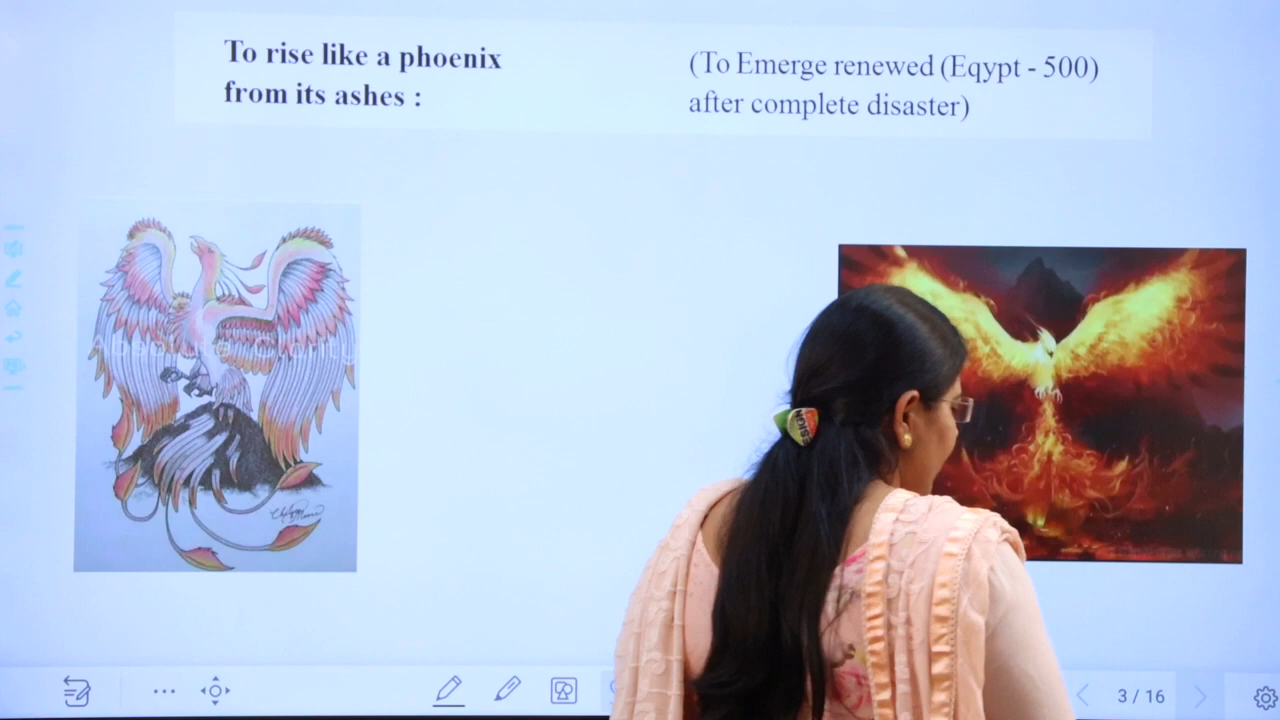 To rise like a phoenix
from its ashes :
(To Emerge renewed (Eqypt - 500)
after complete disaster)
3 / 16